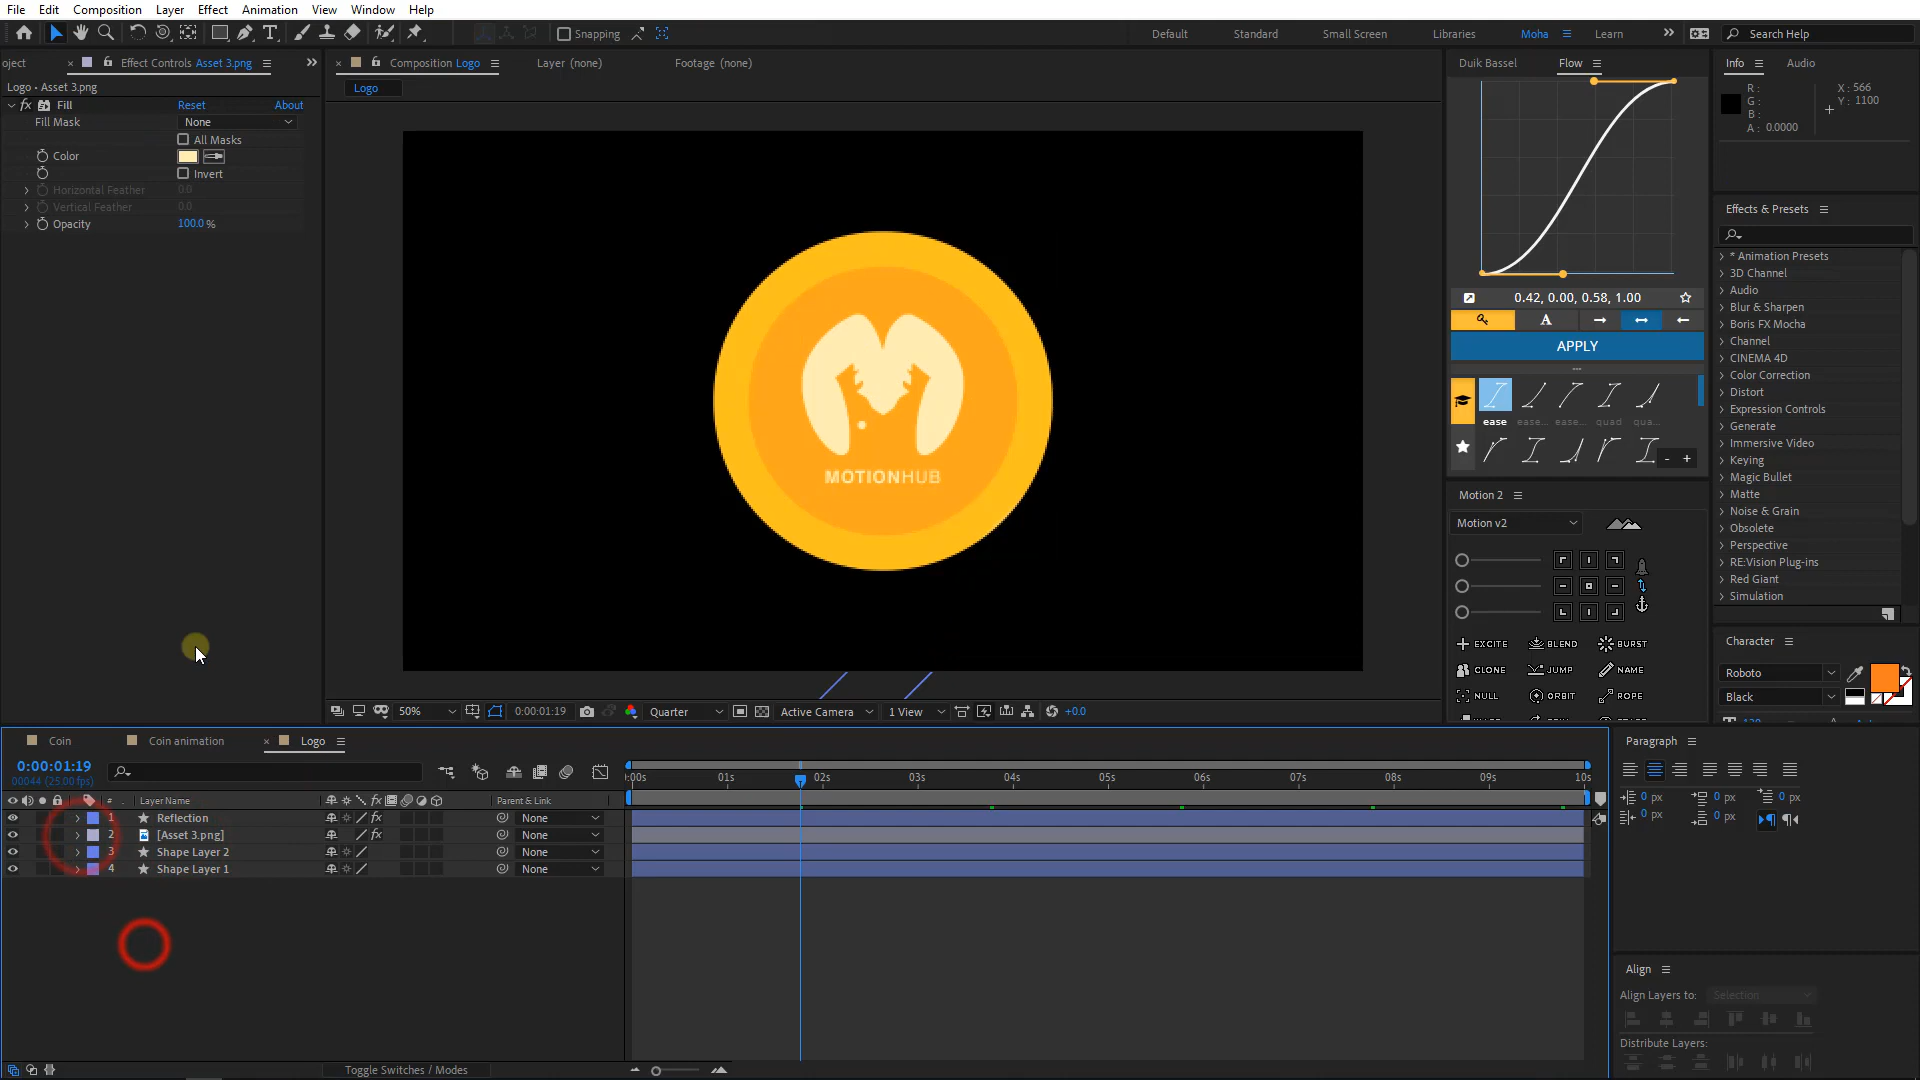 File Edit Composition Layer Effect Animation View Window Help
Snapping Default Standard Small Screen Libraries Moha Learn Search Help
oject Effect Controls Asset 3.png Composition Logo Layer (none) Footage (none) Duik Bassel Flow Info Audio
Logo • Asset 3.png Logo
fx Fill Reset About
Fill Mask None
All Masks
Color
Invert
Horizontal Feather 0.0
Vertical Feather 0.0
Opacity 100.0 %
MOTIONHUB
50% 0:00:01:19 Quarter Active Camera 1 View +0.0
0.42, 0.00, 0.58, 1.00
A
APPLY
ease ease... ease... quad qua...
- +
Motion 2
Motion v2
EXCITE BLEND BURST
CLONE JUMP NAME
NULL ORBIT ROPE
R : X : 566
G : Y : 1100
B :
A : 0.0000
Effects & Presets
* Animation Presets
3D Channel
Audio
Blur & Sharpen
Boris FX Mocha
Channel
CINEMA 4D
Color Correction
Distort
Expression Controls
Generate
Immersive Video
Keying
Magic Bullet
Matte
Noise & Grain
Obsolete
Perspective
RE:Vision Plug-ins
Red Giant
Simulation
Character
Roboto
Black
Paragraph
0 px 0 px 0 px
0 px 0 px
Align
Align Layers to: Selection
Distribute Layers:
Coin Coin animation Logo
0:00:01:19
00044 (25.00 fps)
:00s 01s 02s 03s 04s 05s 06s 07s 08s 09s 10s
# Layer Name fx Parent & Link
1 Reflection fx None
2 [Asset 3.png] fx None
3 Shape Layer 2 None
4 Shape Layer 1 None
Toggle Switches / Modes